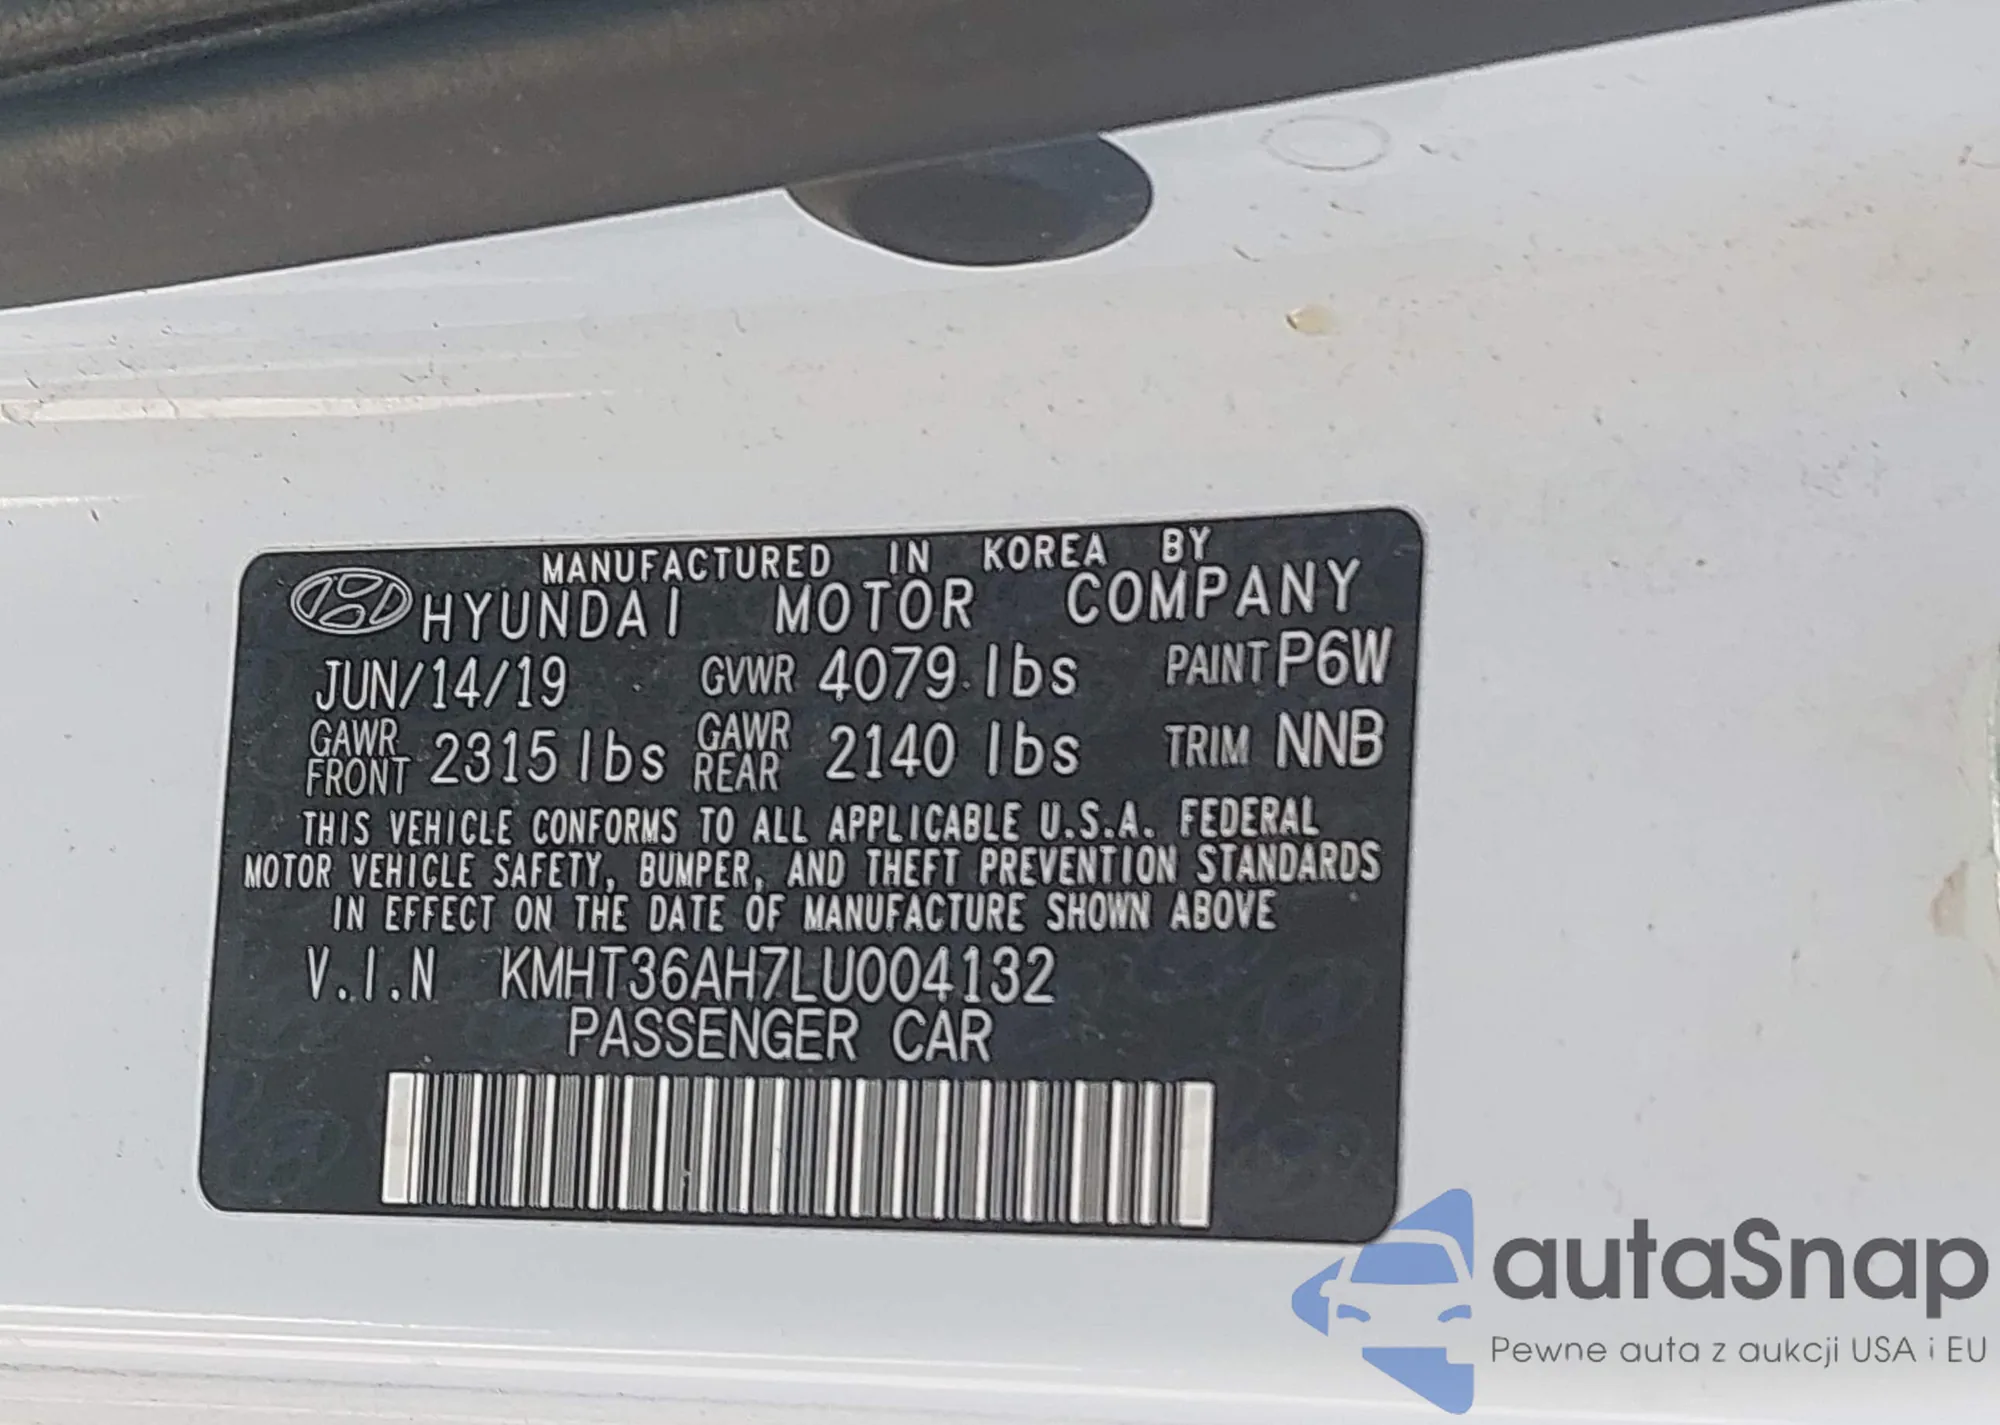 MANUFACTURED IN KOREA BY
HYUNDAI MOTOR COMPANY
JUN/14/19 GVWR 4079 lbs PAINT P6W
GAWR FRONT 2315 lbs GAWR REAR 2140 lbs TRIM NNB
THIS VEHICLE CONFORMS TO ALL APPLICABLE U.S.A. FEDERAL
MOTOR VEHICLE SAFETY, BUMPER, AND THEFT PREVENTION STANDARDS
IN EFFECT ON THE DATE OF MANUFACTURE SHOWN ABOVE
V.I.N KMHT36AH7LU004132
PASSENGER CAR
autaSnap
Pewne auta z aukcji USA i EU